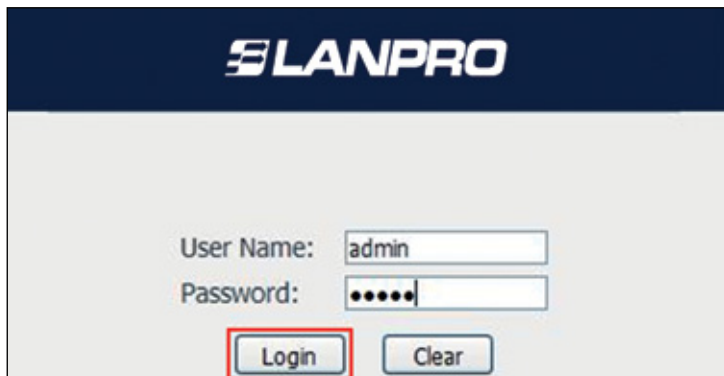 LANPRO
User Name: admin
Password: •••••
Login Clear